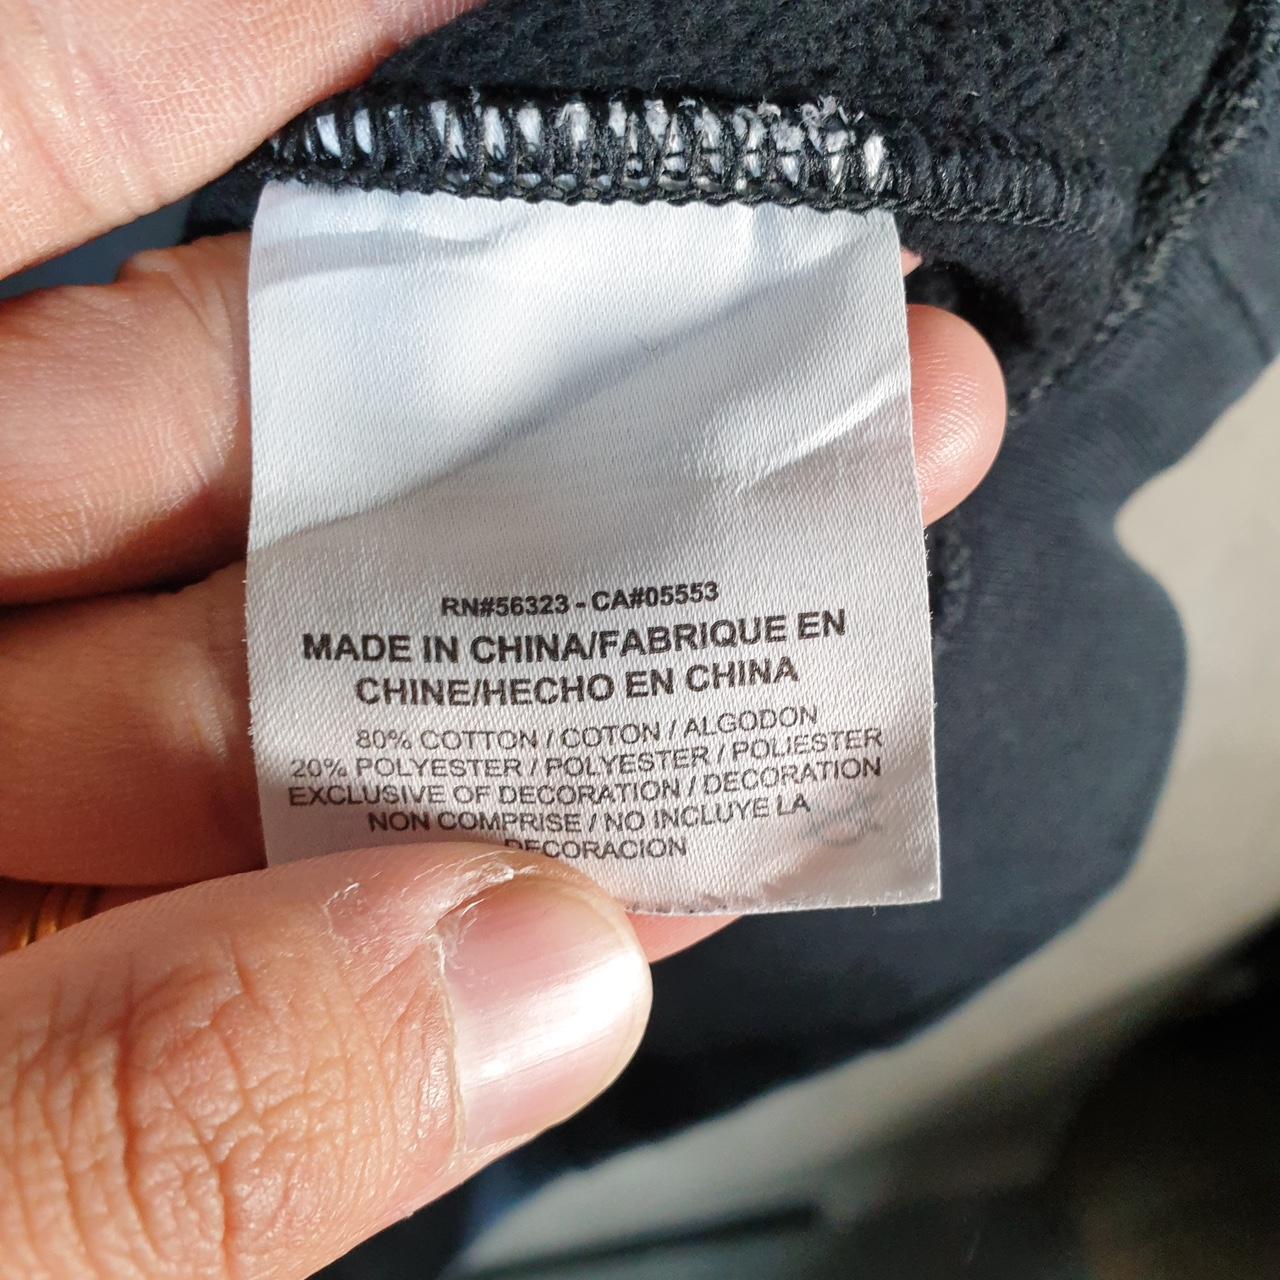 RN#56323 - CA#05553
MADE IN CHINA/FABRIQUE EN
CHINE/HECHO EN CHINA
80% COTTON / COTON / ALGODON
20% POLYESTER / POLYESTER / POLIESTER
EXCLUSIVE OF DECORATION / DECORATION
NON COMPRISE / NO INCLUYE LA
DECORACION